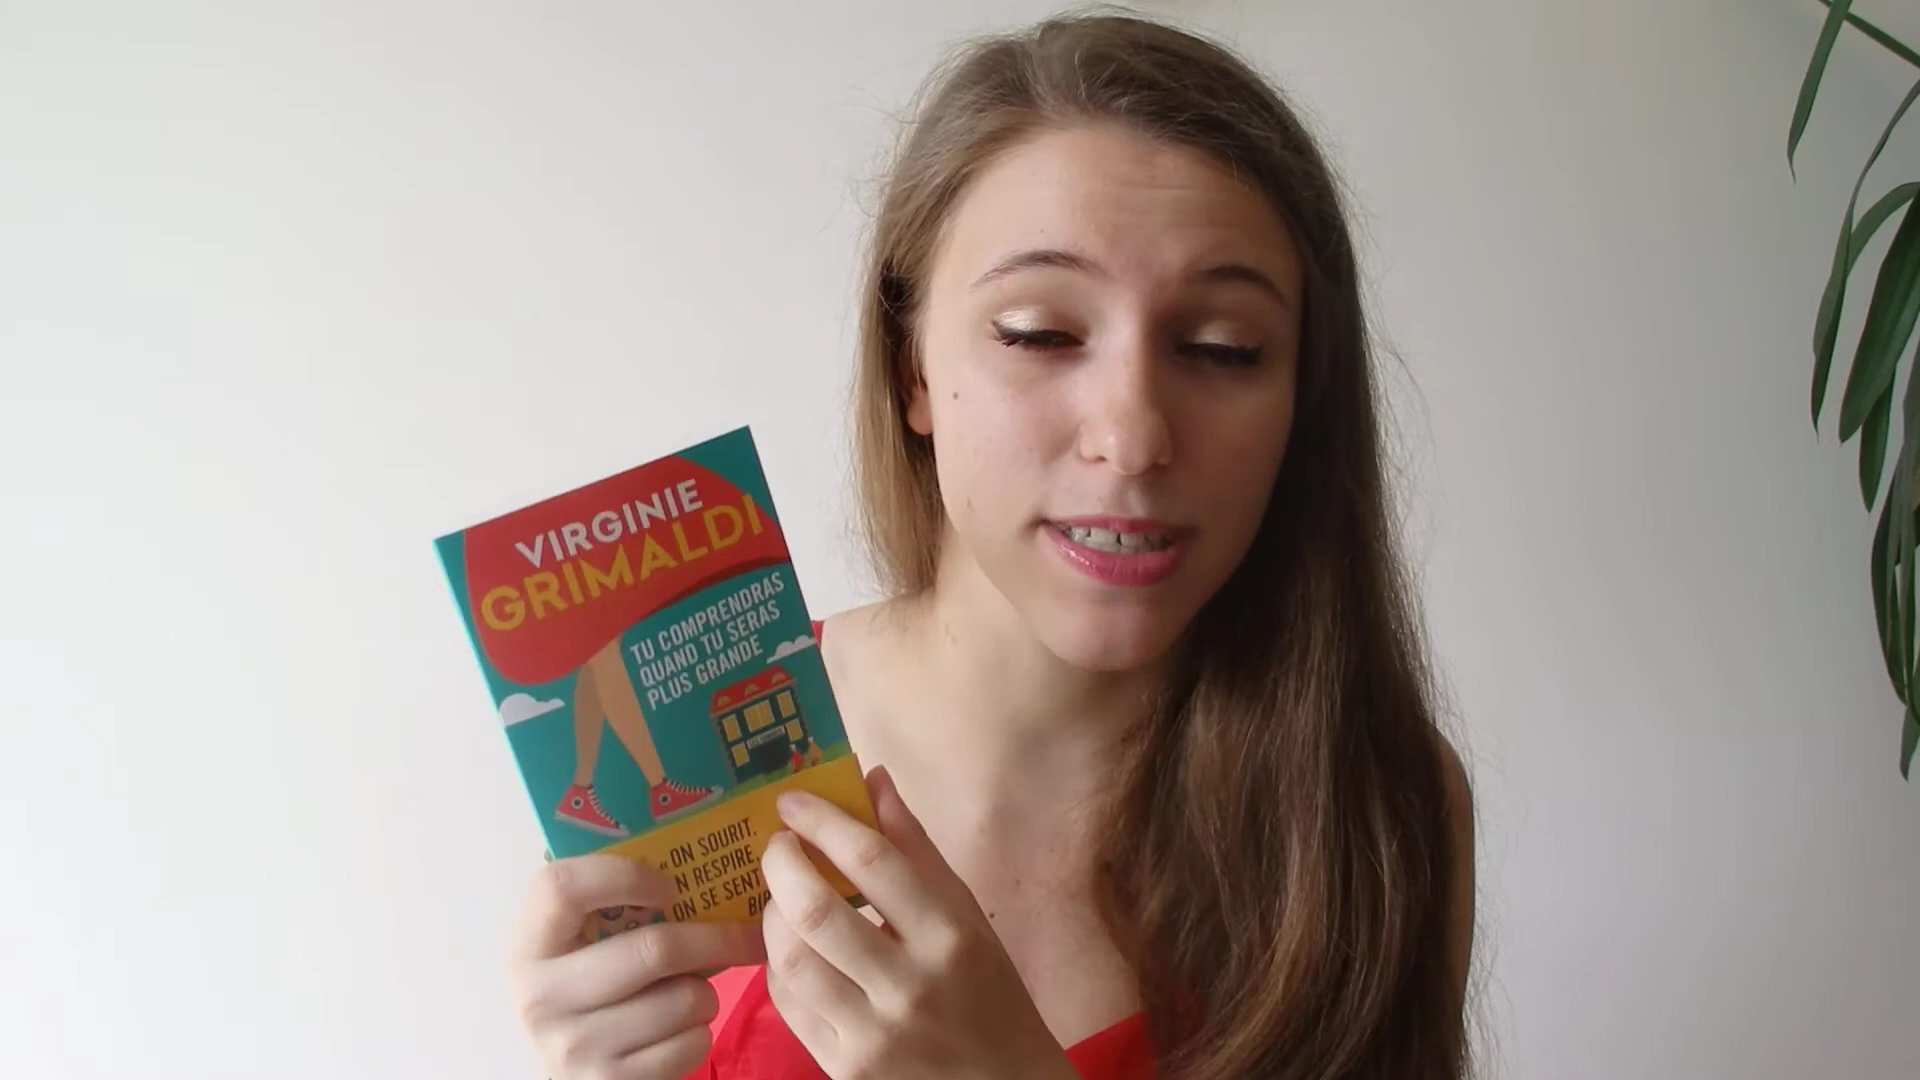 VIRGINIE
GRIMALDI
TU COMPRENDRAS
QUAND TU SERAS
PLUS GRANDE
« ON SOURIT,
N RESPIRE,
ON SE SENT